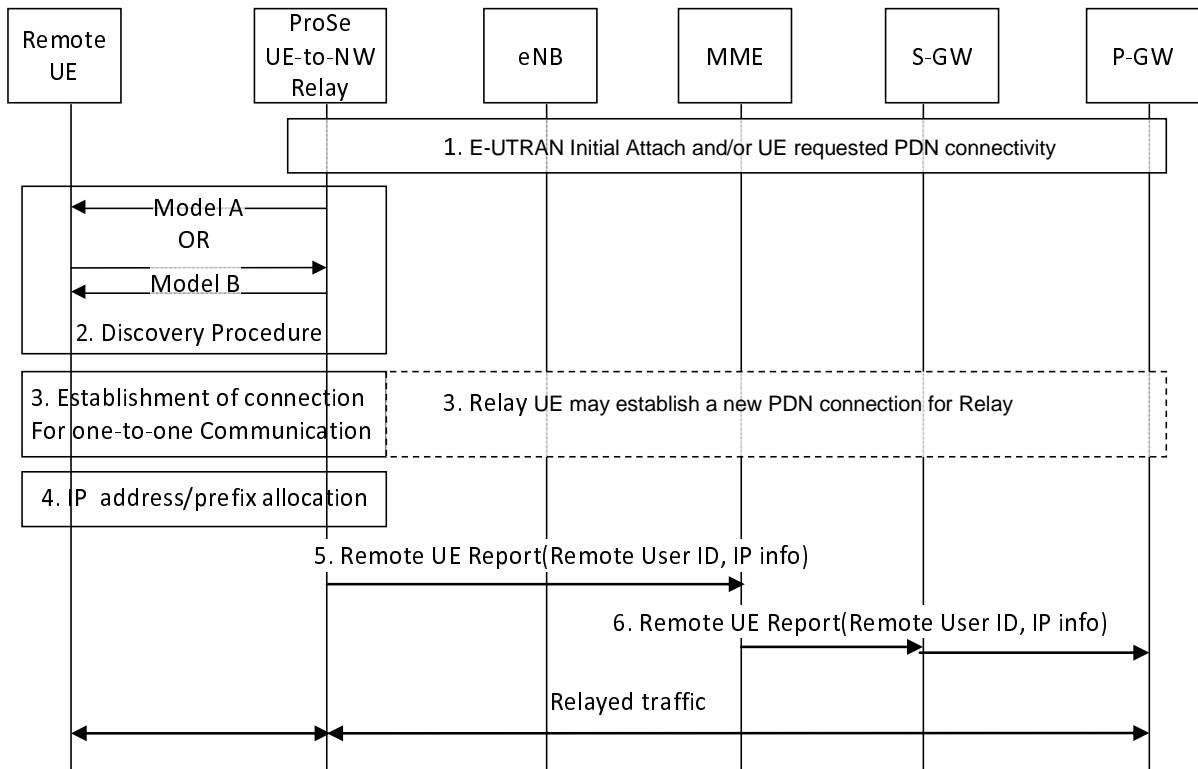 Remote
UE
ProSe
UE-to-NW
Relay
eNB
MME
S-GW
P-GW
1. E-UTRAN Initial Attach and/or UE requested PDN connectivity
Model A
OR
Model B
2. Discovery Procedure
3. Establishment of connection
For one-to-one Communication
3. Relay UE may establish a new PDN connection for Relay
4. IP address/prefix allocation
5. Remote UE Report(Remote User ID, IP info)
6. Remote UE Report(Remote User ID, IP info)
Relayed traffic